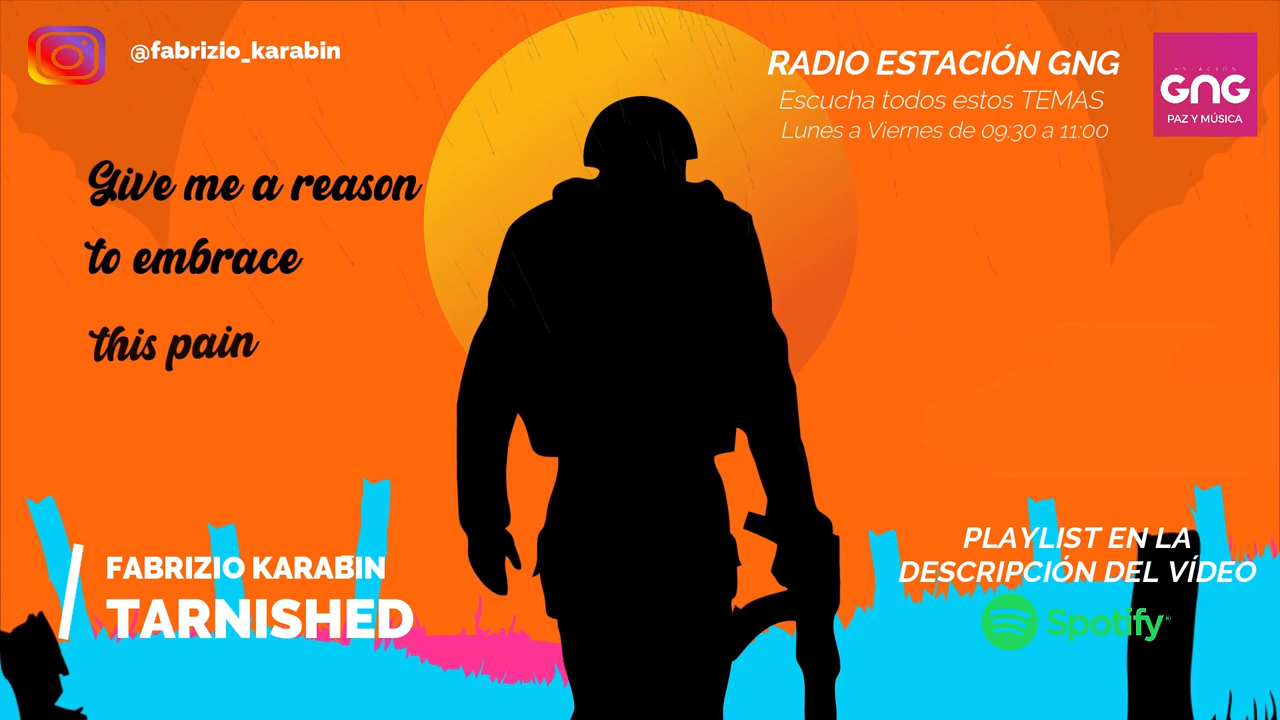 @fabrizio_karabin
RADIO ESTACIÓN GNG
Escucha todos estos TEMAS
Lunes a Viernes de 09:30 a 11:00
ESTACIÓN
GNG
PAZ Y MÚSICA
Give me a reason
to embrace
this pain
FABRIZIO KARABIN
TARNISHED
PLAYLIST EN LA
DESCRIPCIÓN DEL VÍDEO
Spotify